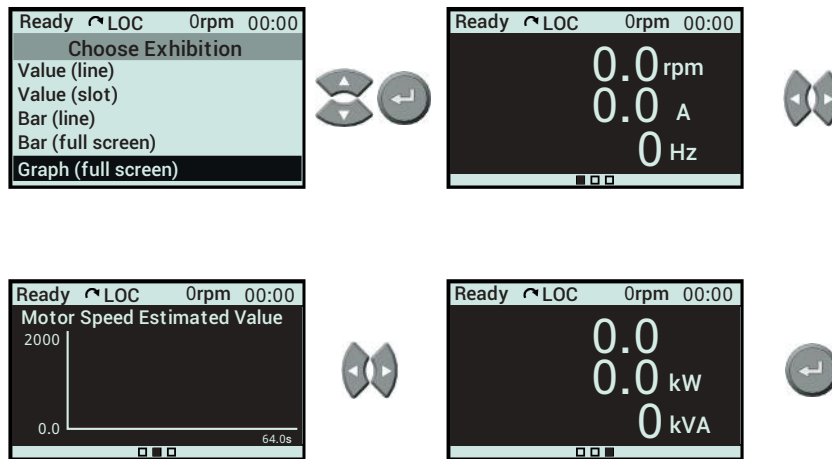 Ready LOC 0rpm 00:00
Choose Exhibition
Value (line)
Value (slot)
Bar (line)
Bar (full screen)
Graph (full screen)
Ready LOC 0rpm 00:00
0.0 rpm
0.0 A
0 Hz
Ready LOC 0rpm 00:00
Motor Speed Estimated Value
2000
0.0
64.0s
Ready LOC 0rpm 00:00
0.0
0.0 kW
0 kVA